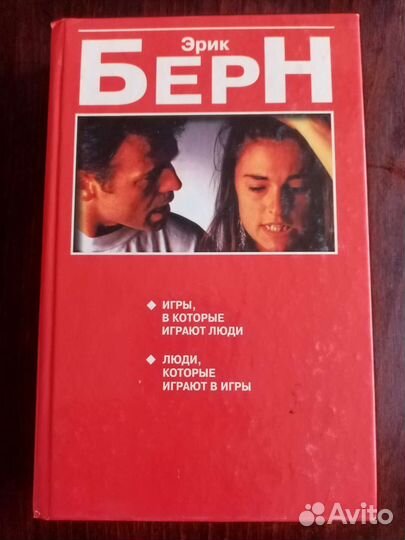 Эрик
БЕРН
◆ ИГРЫ,
В КОТОРЫЕ
ИГРАЮТ ЛЮДИ
◆ ЛЮДИ,
КОТОРЫЕ
ИГРАЮТ В ИГРЫ
Avito